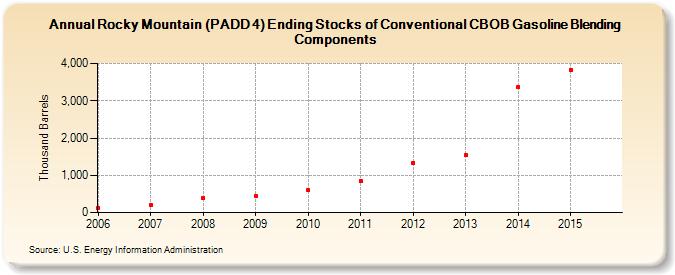 Annual Rocky Mountain (PADD 4) Ending Stocks of Conventional CBOB Gasoline Blending
Components
Thousand Barrels
4,000
3,000
2,000
1,000
0
2006 2007 2008 2009 2010 2011 2012 2013 2014 2015
Source: U.S. Energy Information Administration